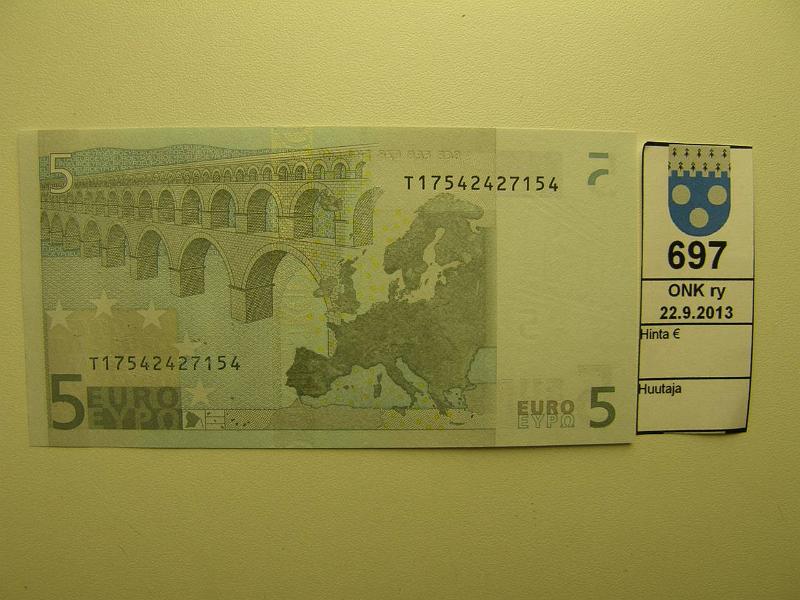 5
T17542427154
T17542427154
5 EURO
ΕΥΡΩ
EURO 5
ΕΥΡΩ
697
ONK ry
22.9.2013
Hinta €
Huutaja